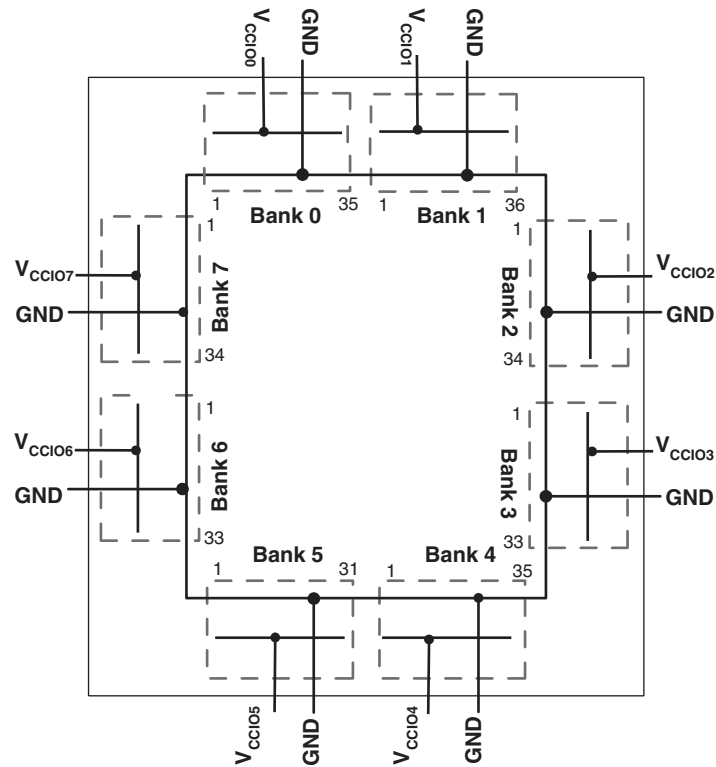 VCCIO0
GND
VCCIO1
GND
1
35
1
36
Bank 0
Bank 1
1
1
VCCIO7
Bank 7
Bank 2
VCCIO2
GND
GND
34
34
1
1
VCCIO6
Bank 6
Bank 3
VCCIO3
GND
GND
33
33
Bank 5
Bank 4
1
31
1
35
VCCIO5
GND
VCCIO4
GND